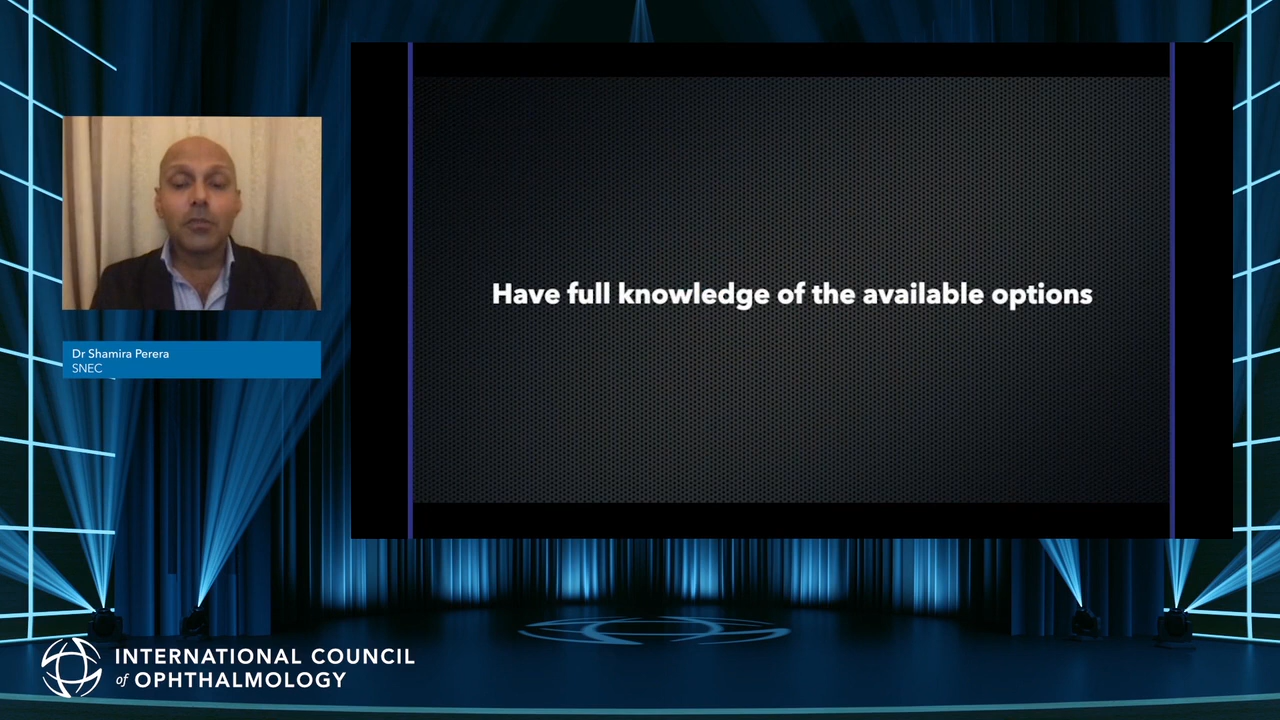 Have full knowledge of the available options
Dr Shamira Perera
SNEC
INTERNATIONAL COUNCIL
of OPHTHALMOLOGY